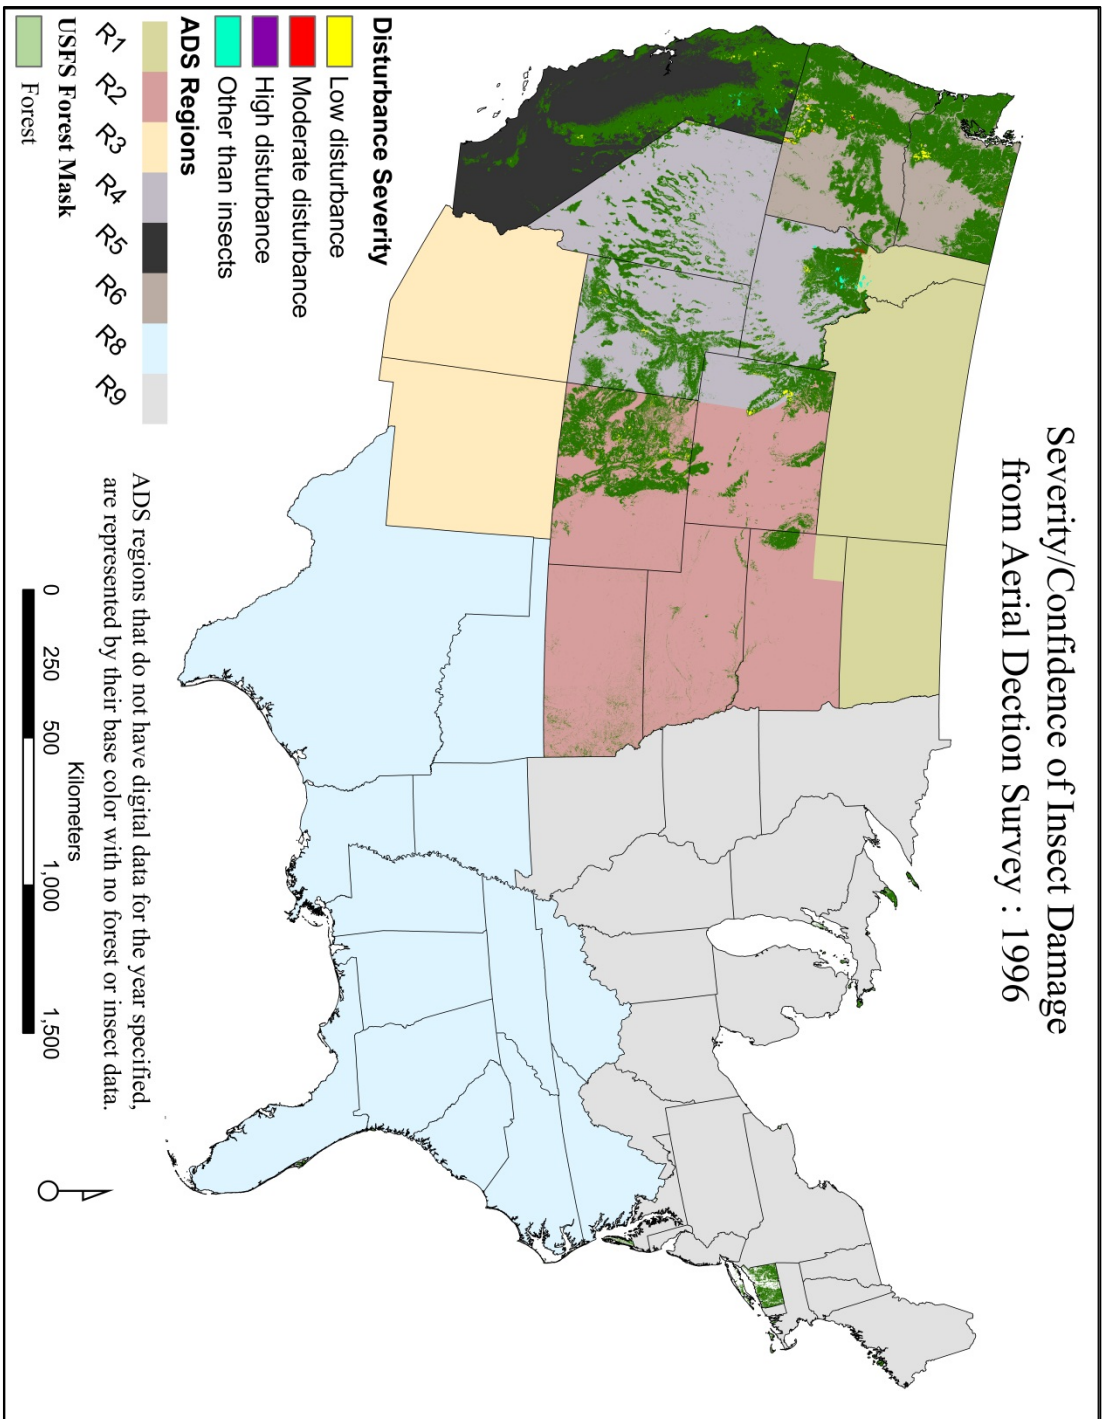 Severity/Confidence of Insect Damage
from Aerial Dection Survey : 1996
Disturbance Severity
Low disturbance
Moderate disturbance
High disturbance
Other than insects
ADS Regions
R1 R2 R3 R4 R5 R6 R8 R9
USFS Forest Mask
Forest
ADS regions that do not have digital data for the year specified,
are represented by their base color with no forest or insect data.
0 250 500 1,000 1,500
Kilometers